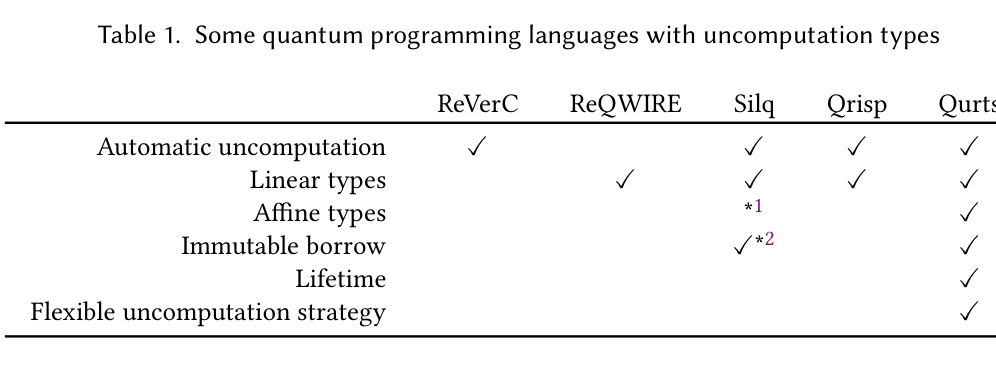 Table 1. Some quantum programming languages with uncomputation types
ReVerC ReQWIRE Silq Qrisp Qurts
Automatic uncomputation ✓ ✓ ✓ ✓
Linear types ✓ ✓ ✓ ✓
Affine types *1 ✓
Immutable borrow ✓*2 ✓
Lifetime ✓
Flexible uncomputation strategy ✓